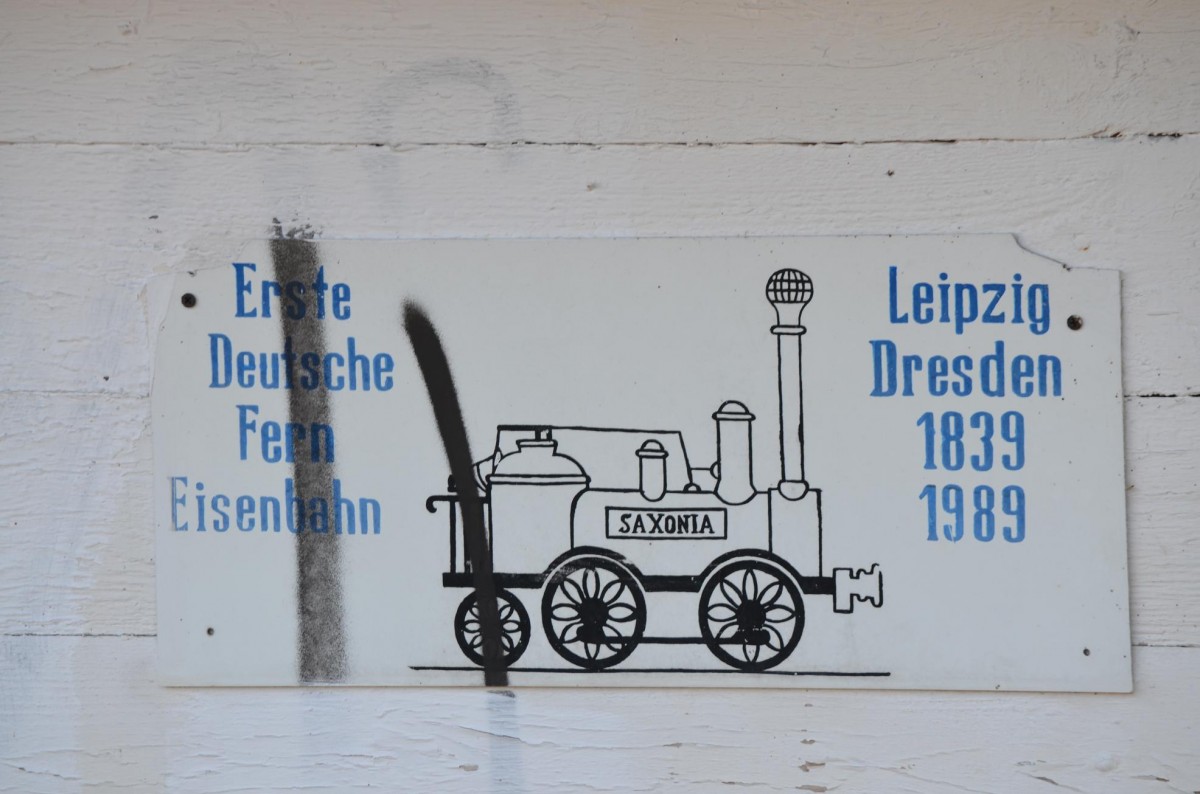 Erste
Deutsche
Fern
Eisenbahn
SAXONIA
Leipzig
Dresden
1839
1989